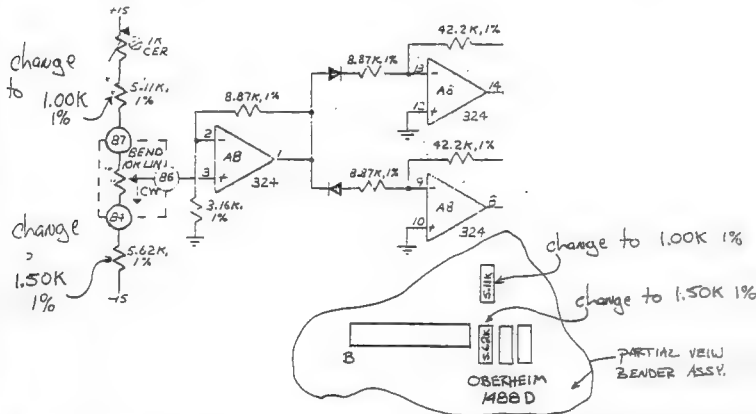 +15
1K
CER
change
to
1.00K
1%
5.11K,
1%
87
BEND
10K LIN
86
CW
84
change
1.50K
1%
5.62K,
1%
-15
8.87K, 1%
2
-
3
+
A8
1
324
3.16K,
1%
8.87K, 1%
42.2K, 1%
13
-
12
+
A8
14
324
8.87K, 1%
42.2K, 1%
9
-
10
+
A8
8
324
change to 1.00K 1%
5.11K
change to 1.50K 1%
5.62K
B
OBERHEIM
1488D
PARTIAL VEIW
BENDER ASSY.